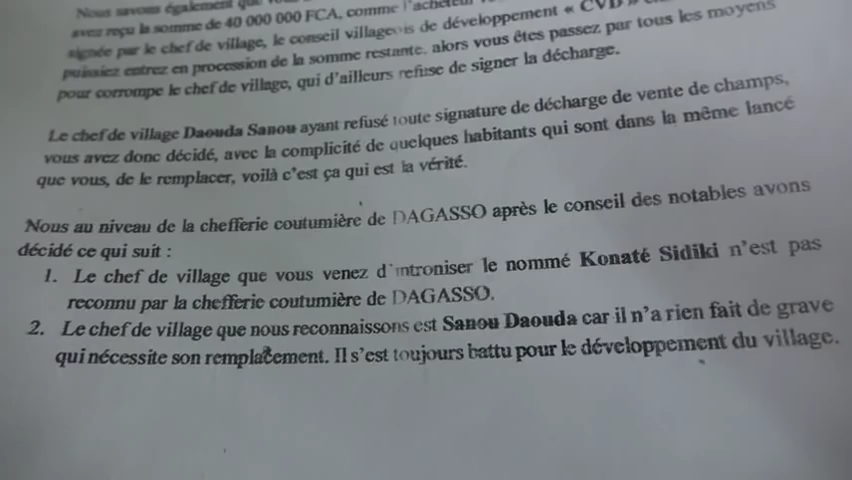 Nous savons également que
avez reçu la somme de 40 000 000 FCA, comme l'acheteur
signée par le chef de village, le conseil villageois de développement « CVD »
puissiez entrez en procession de la somme restante, alors vous êtes passez par tous les moyens
pour corrompe le chef de village, qui d'ailleurs refuse de signer la décharge.
Le chef de village Daouda Sanou ayant refusé toute signature de décharge de vente de champs,
vous avez donc décidé, avec la complicité de quelques habitants qui sont dans la même lancé
que vous, de le remplacer, voilà c'est ça qui est la vérité.
Nous au niveau de la chefferie coutumière de DAGASSO après le conseil des notables avons
décidé ce qui suit :
1. Le chef de village que vous venez d'introniser le nommé Konaté Sidiki n'est pas
reconnu par la chefferie coutumière de DAGASSO.
2. Le chef de village que nous reconnaissons est Sanou Daouda car il n'a rien fait de grave
qui nécessite son remplacement. Il s'est toujours battu pour le développement du village.